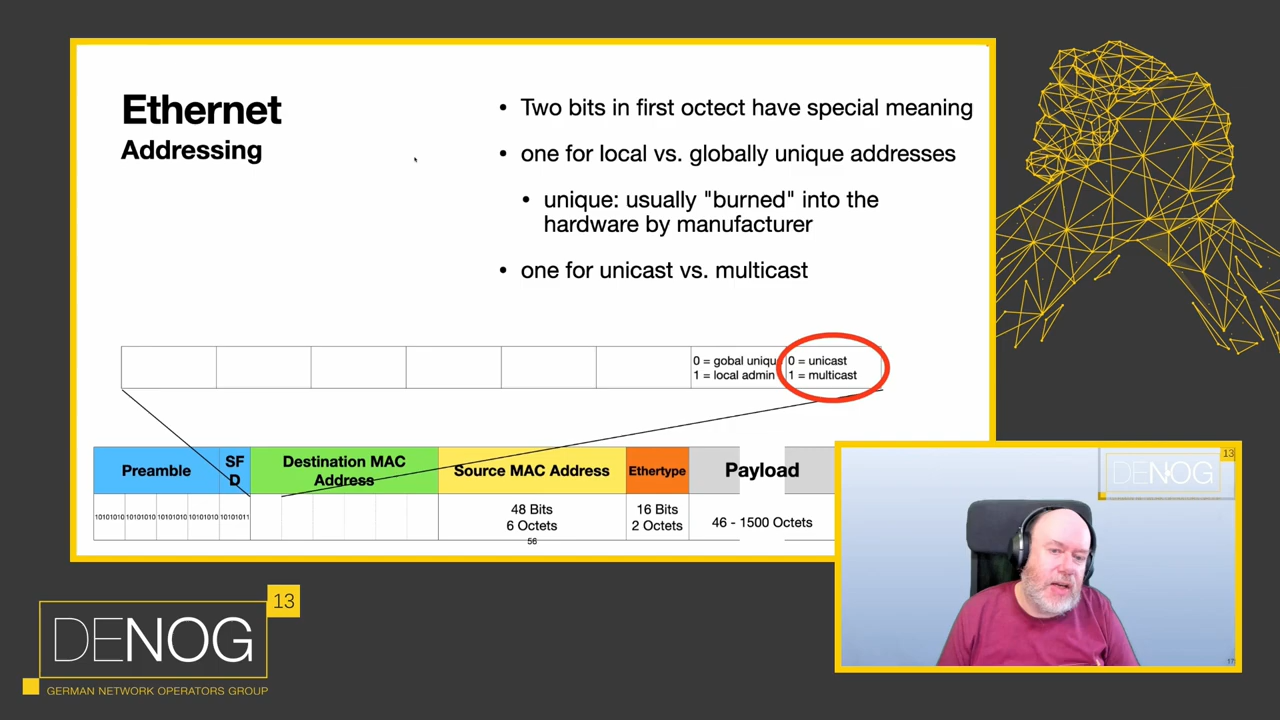 Ethernet
Addressing
• Two bits in first octect have special meaning
• one for local vs. globally unique addresses
• unique: usually "burned" into the
hardware by manufacturer
• one for unicast vs. multicast
0 = gobal uniqu
1 = local admin
0 = unicast
1 = multicast
Preamble
SF
D
Destination MAC
Address
Source MAC Address
Ethertype
Payload
10101010 10101010 10101010 10101010 10101011
48 Bits
6 Octets
16 Bits
2 Octets
46 - 1500 Octets
56
DENOG
13
17
DENOG
13
GERMAN NETWORK OPERATORS GROUP